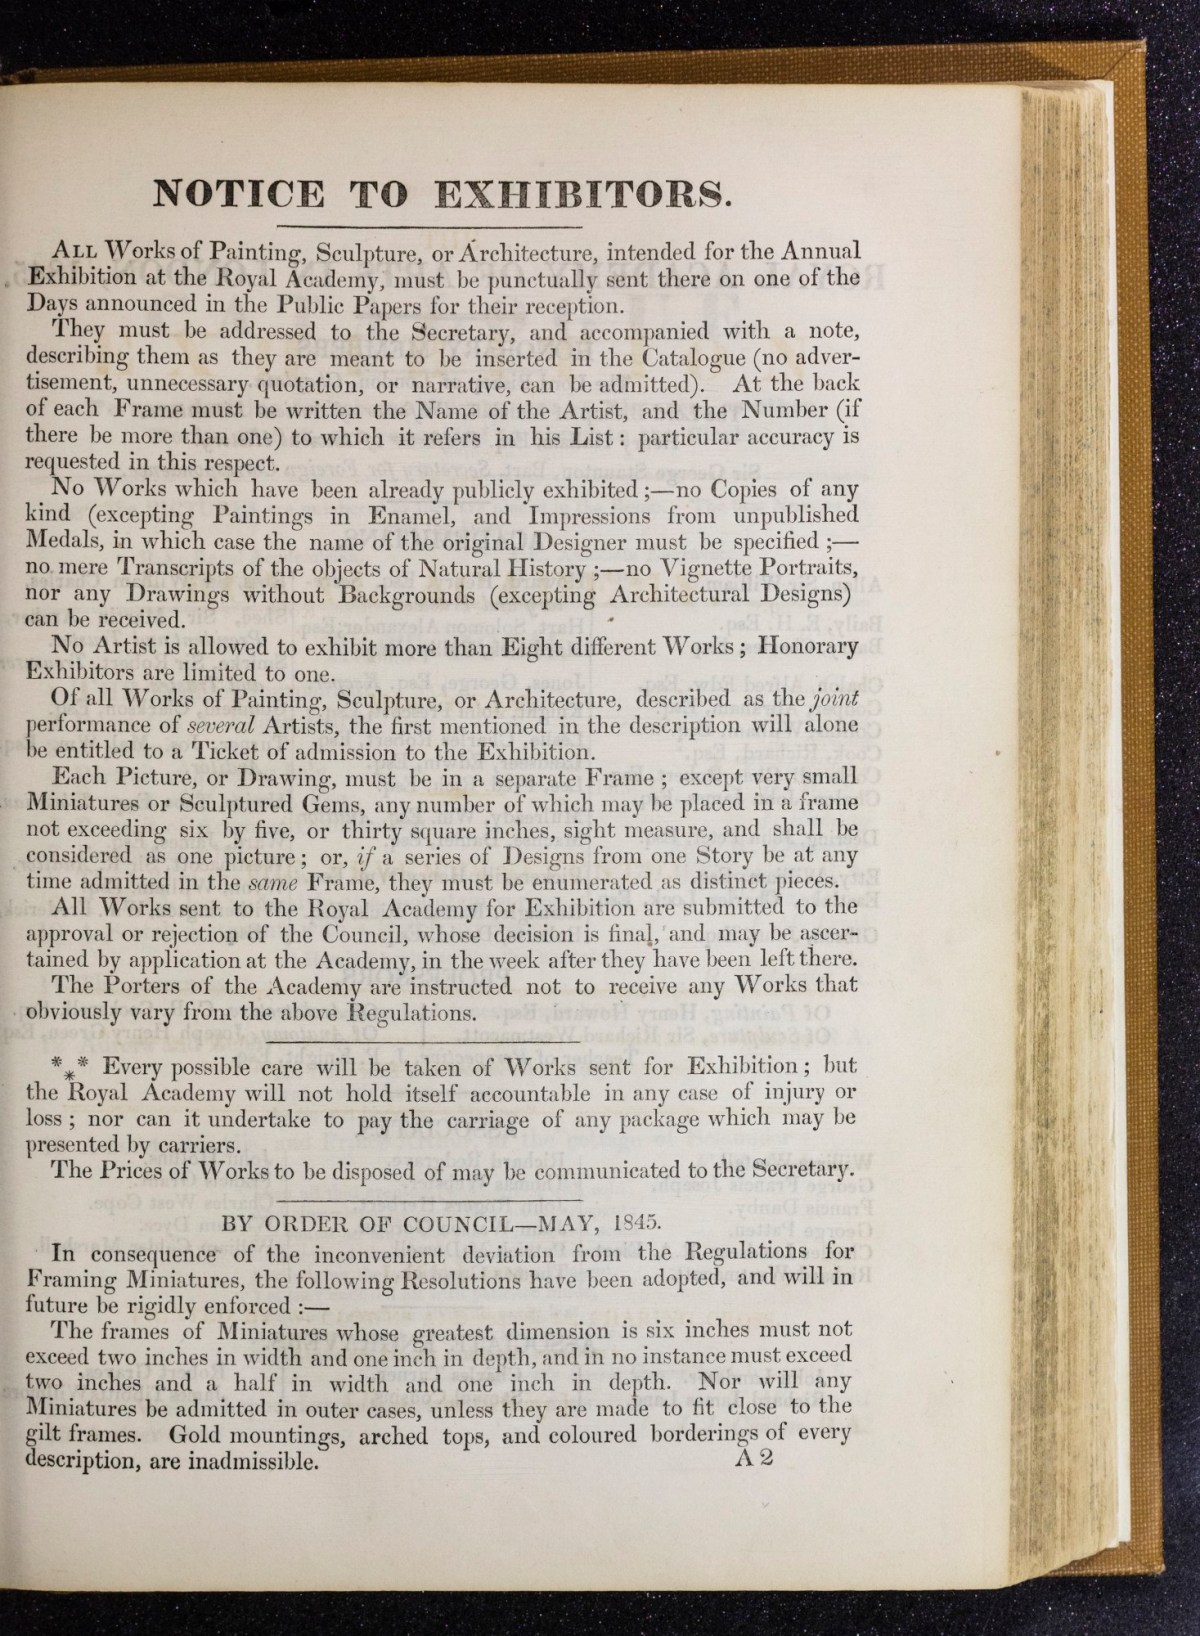 NOTICE TO EXHIBITORS.
ALL Works of Painting, Sculpture, or Architecture, intended for the Annual
Exhibition at the Royal Academy, must be punctually sent there on one of the
Days announced in the Public Papers for their reception.
They must be addressed to the Secretary, and accompanied with a note,
describing them as they are meant to be inserted in the Catalogue (no adver-
tisement, unnecessary quotation, or narrative, can be admitted). At the back
of each Frame must be written the Name of the Artist, and the Number (if
there be more than one) to which it refers in his List: particular accuracy is
requested in this respect.
No Works which have been already publicly exhibited;—no Copies of any
kind (excepting Paintings in Enamel, and Impressions from unpublished
Medals, in which case the name of the original Designer must be specified;—
no mere Transcripts of the objects of Natural History;—no Vignette Portraits,
nor any Drawings without Backgrounds (excepting Architectural Designs)
can be received.
No Artist is allowed to exhibit more than Eight different Works; Honorary
Exhibitors are limited to one.
Of all Works of Painting, Sculpture, or Architecture, described as the joint
performance of several Artists, the first mentioned in the description will alone
be entitled to a Ticket of admission to the Exhibition.
Each Picture, or Drawing, must be in a separate Frame; except very small
Miniatures or Sculptured Gems, any number of which may be placed in a frame
not exceeding six by five, or thirty square inches, sight measure, and shall be
considered as one picture; or, if a series of Designs from one Story be at any
time admitted in the same Frame, they must be enumerated as distinct pieces.
All Works sent to the Royal Academy for Exhibition are submitted to the
approval or rejection of the Council, whose decision is final, and may be ascer-
tained by application at the Academy, in the week after they have been left there.
The Porters of the Academy are instructed not to receive any Works that
obviously vary from the above Regulations.
*** Every possible care will be taken of Works sent for Exhibition; but
the Royal Academy will not hold itself accountable in any case of injury or
loss; nor can it undertake to pay the carriage of any package which may be
presented by carriers.
The Prices of Works to be disposed of may be communicated to the Secretary.
BY ORDER OF COUNCIL—MAY, 1845.
In consequence of the inconvenient deviation from the Regulations for
Framing Miniatures, the following Resolutions have been adopted, and will in
future be rigidly enforced:—
The frames of Miniatures whose greatest dimension is six inches must not
exceed two inches in width and one inch in depth, and in no instance must exceed
two inches and a half in width and one inch in depth. Nor will any
Miniatures be admitted in outer cases, unless they are made to fit close to the
gilt frames. Gold mountings, arched tops, and coloured borderings of every
description, are inadmissible.
A 2